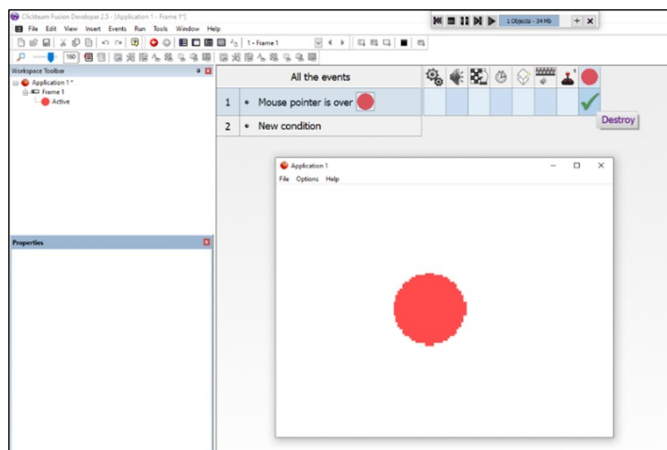 Clickteam Fusion Developer 2.5 - [Application 1 - Frame 1*]
File Edit View Insert Events Run Tools Window Help
1 Objects - 34 Mb
160
1 - Frame 1
Workspace Toolbar
Application 1 *
Frame 1
Active
Properties
All the events
1 Mouse pointer is over
2 New condition
Destroy
Application 1
File Options Help